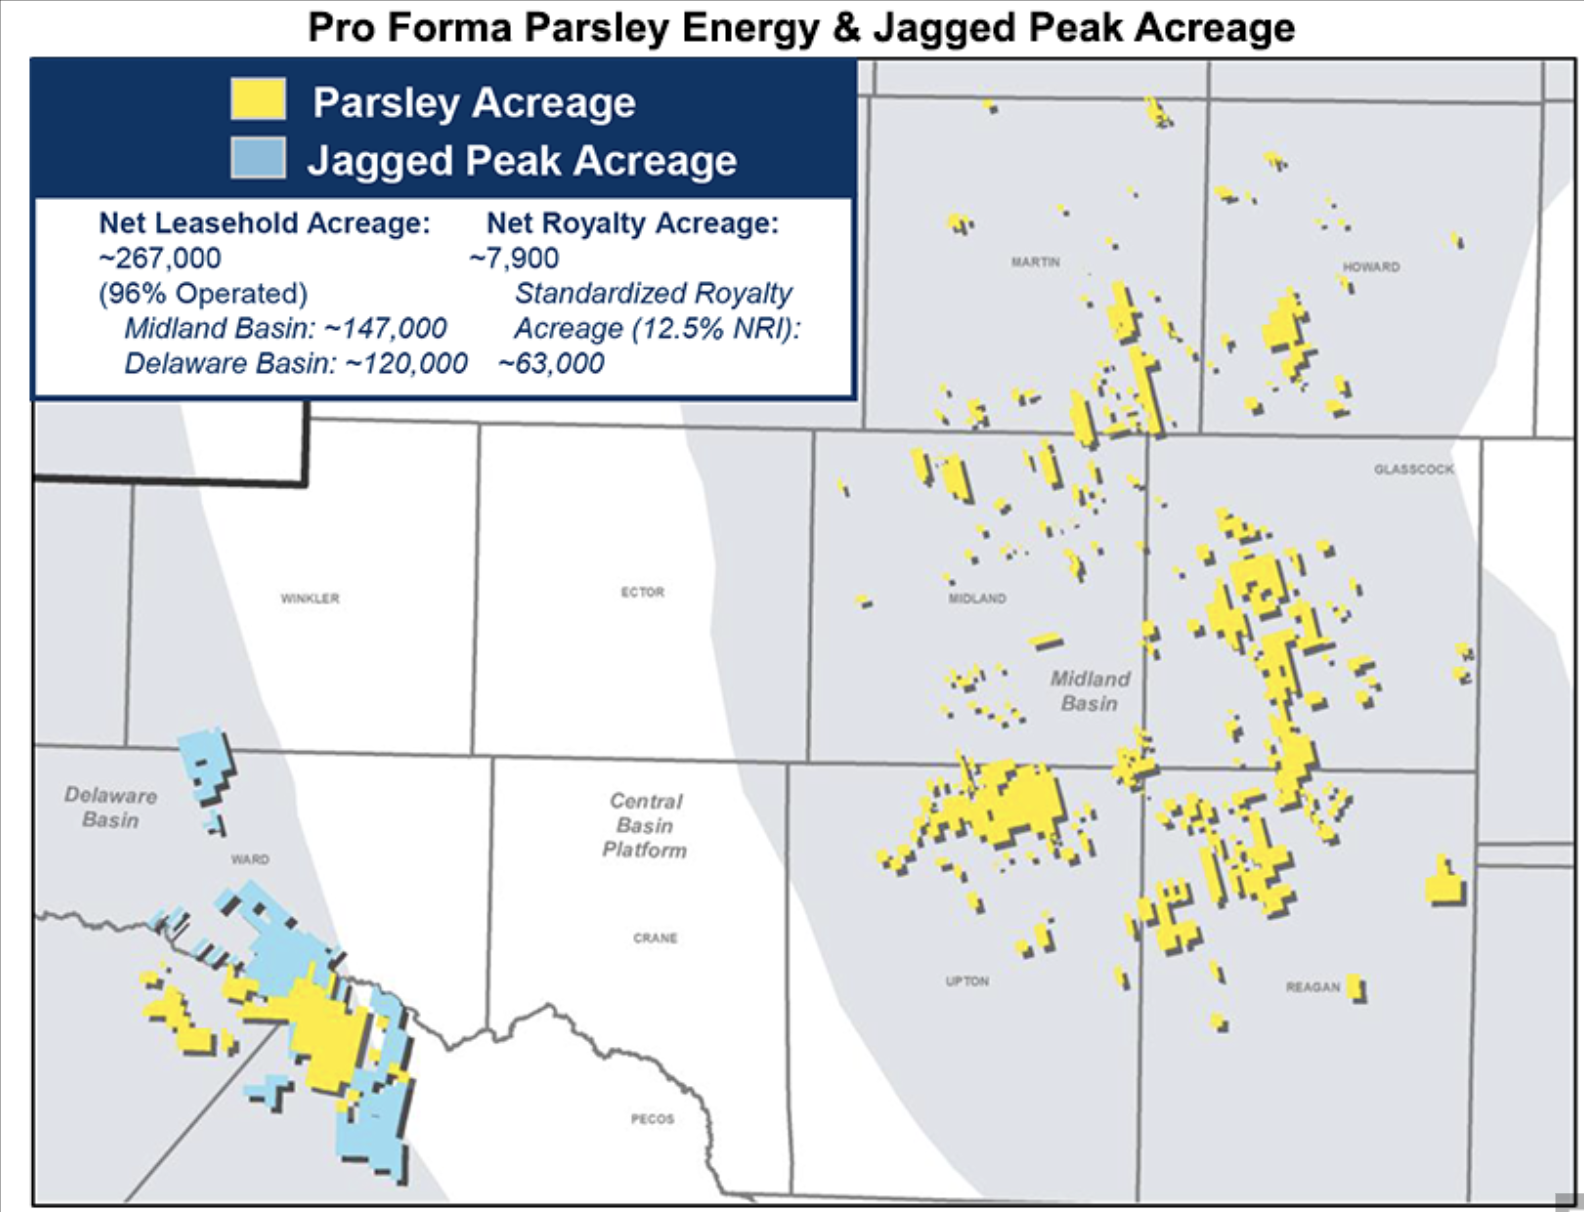 Pro Forma Parsley Energy & Jagged Peak Acreage
Parsley Acreage
Jagged Peak Acreage
Net Leasehold Acreage:
~267,000
(96% Operated)
Midland Basin: ~147,000
Delaware Basin: ~120,000
Net Royalty Acreage:
~7,900
Standardized Royalty
Acreage (12.5% NRI):
~63,000
MARTIN
HOWARD
GLASSCOCK
WINKLER
ECTOR
MIDLAND
Midland
Basin
Delaware
Basin
Central
Basin
Platform
WARD
CRANE
UPTON
REAGAN
PECOS